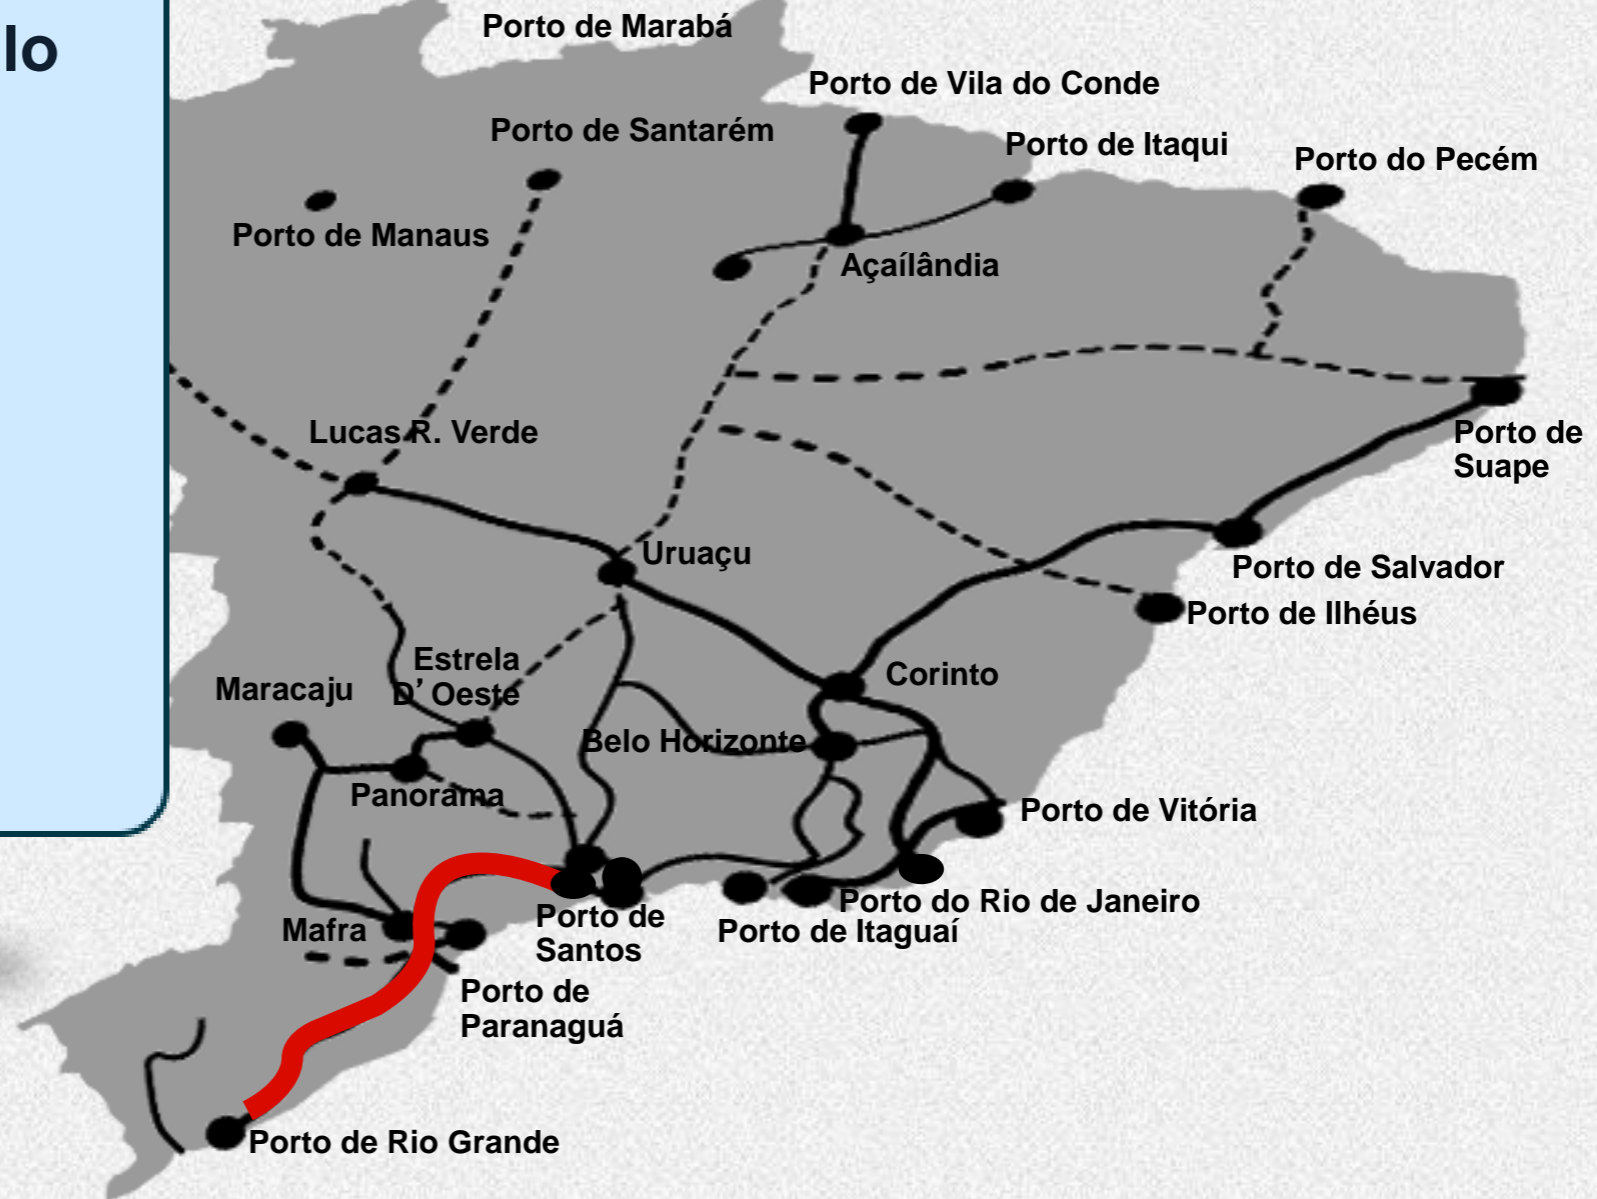 lo
Porto de Marabá
Porto de Vila do Conde
Porto de Santarém
Porto de Itaqui
Porto do Pecém
Porto de Manaus
Açaílândia
Lucas R. Verde
Porto de
Suape
Uruaçu
Porto de Salvador
Porto de Ilhéus
Estrela
D’ Oeste
Maracaju
Corinto
Belo Horizonte
Panorama
Porto de Vitória
Porto do Rio de Janeiro
Porto de
Santos
Mafra
Porto de Itaguaí
Porto de
Paranaguá
Porto de Rio Grande